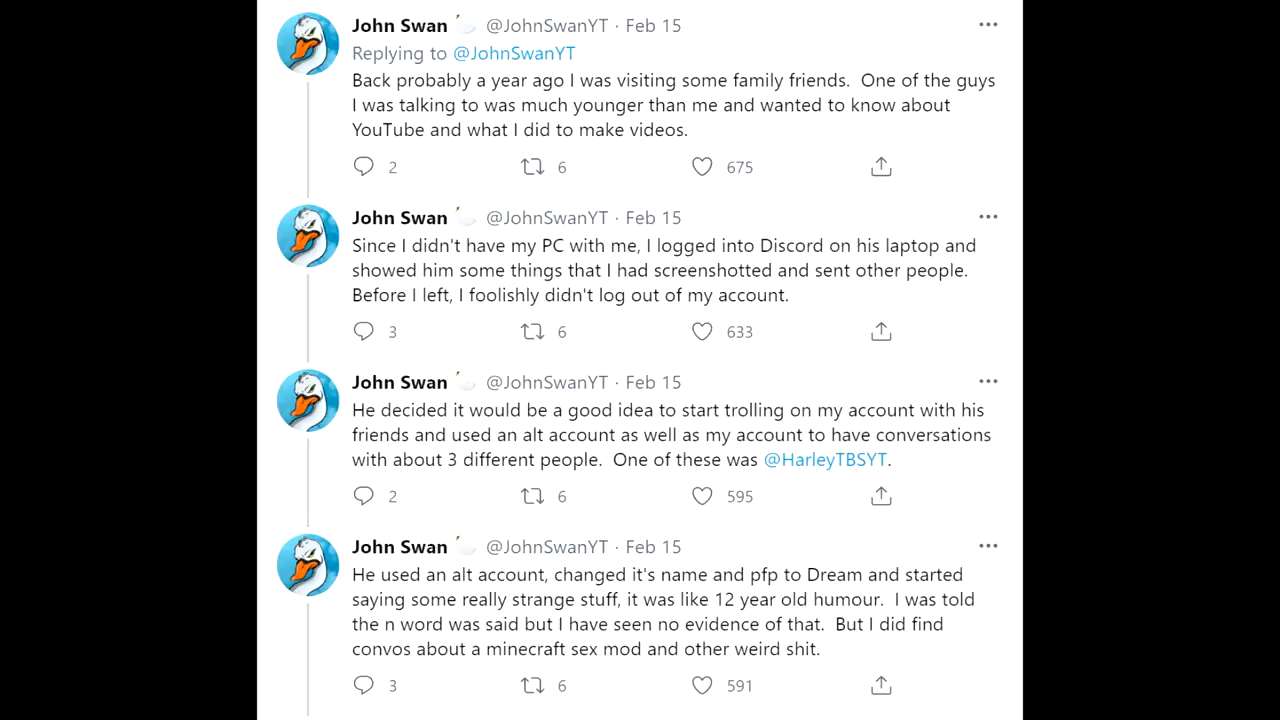 John Swan 🦢 @JohnSwanYT · Feb 15
Replying to @JohnSwanYT
Back probably a year ago I was visiting some family friends.  One of the guys
I was talking to was much younger than me and wanted to know about
YouTube and what I did to make videos.
2 6 675
John Swan 🦢 @JohnSwanYT · Feb 15
Since I didn't have my PC with me, I logged into Discord on his laptop and
showed him some things that I had screenshotted and sent other people.
Before I left, I foolishly didn't log out of my account.
3 6 633
John Swan 🦢 @JohnSwanYT · Feb 15
He decided it would be a good idea to start trolling on my account with his
friends and used an alt account as well as my account to have conversations
with about 3 different people.  One of these was @HarleyTBSYT.
2 6 595
John Swan 🦢 @JohnSwanYT · Feb 15
He used an alt account, changed it's name and pfp to Dream and started
saying some really strange stuff, it was like 12 year old humour.  I was told
the n word was said but I have seen no evidence of that.  But I did find
convos about a minecraft sex mod and other weird shit.
3 6 591